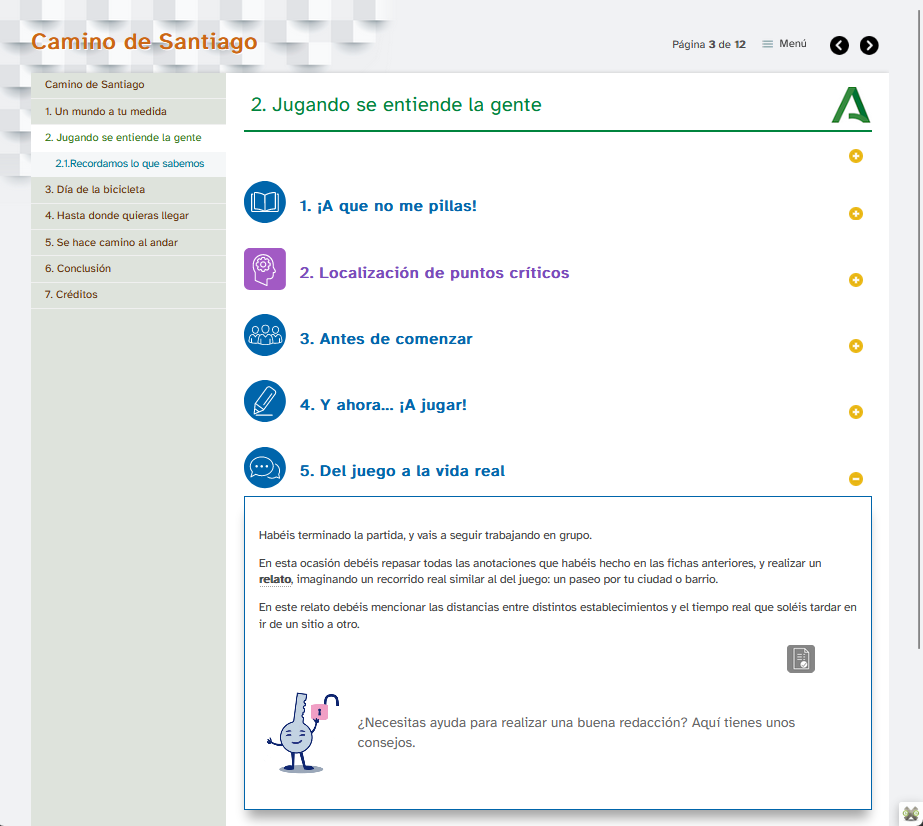 Camino de Santiago
Página 3 de 12
Menú
Camino de Santiago
1. Un mundo a tu medida
2. Jugando se entiende la gente
2.1.Recordamos lo que sabemos
3. Día de la bicicleta
4. Hasta donde quieras llegar
5. Se hace camino al andar
6. Conclusión
7. Créditos
2. Jugando se entiende la gente
1. ¡A que no me pillas!
2. Localización de puntos críticos
3. Antes de comenzar
4. Y ahora... ¡A jugar!
5. Del juego a la vida real
Habéis terminado la partida, y vais a seguir trabajando en grupo.
En esta ocasión debéis repasar todas las anotaciones que habéis hecho en las fichas anteriores, y realizar un
relato, imaginando un recorrido real similar al del juego: un paseo por tu ciudad o barrio.
En este relato debéis mencionar las distancias entre distintos establecimientos y el tiempo real que soléis tardar en
ir de un sitio a otro.
¿Necesitas ayuda para realizar una buena redacción? Aquí tienes unos
consejos.